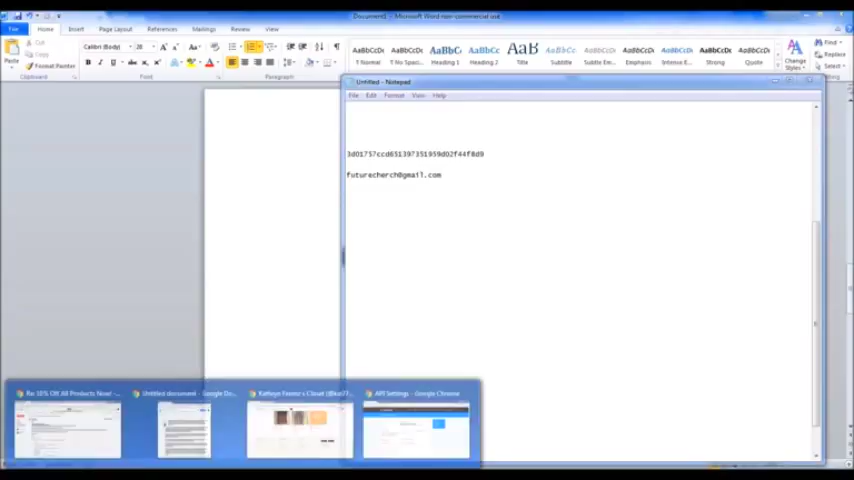 Document1 - Microsoft Word non-commercial use
File Home Insert Page Layout References Mailings Review View
Calibri (Body) 28
AaBbCcDc AaBbCcDc AaBbC AaBbCc AaB AaBbCc. AaBbCcDc AaBbCcDc AaBbCcDc AaBbCcDc AaBbCcDc
Find
Replace
Select
Cut
Copy
Paste
Format Painter
T Normal T No Spac... Heading 1 Heading 2 Title Subtitle Subtle Em... Emphasis Intense E... Strong Quote
Change
Styles
Clipboard Font Paragraph
Untitled - Notepad
File Edit Format View Help
3d01757ccd651397351959d02f44f8d9
futurecherch@gmail.com
Re: 10% Off All Products Now! -...
Untitled document - Google Do...
API Settings - Google Chrome